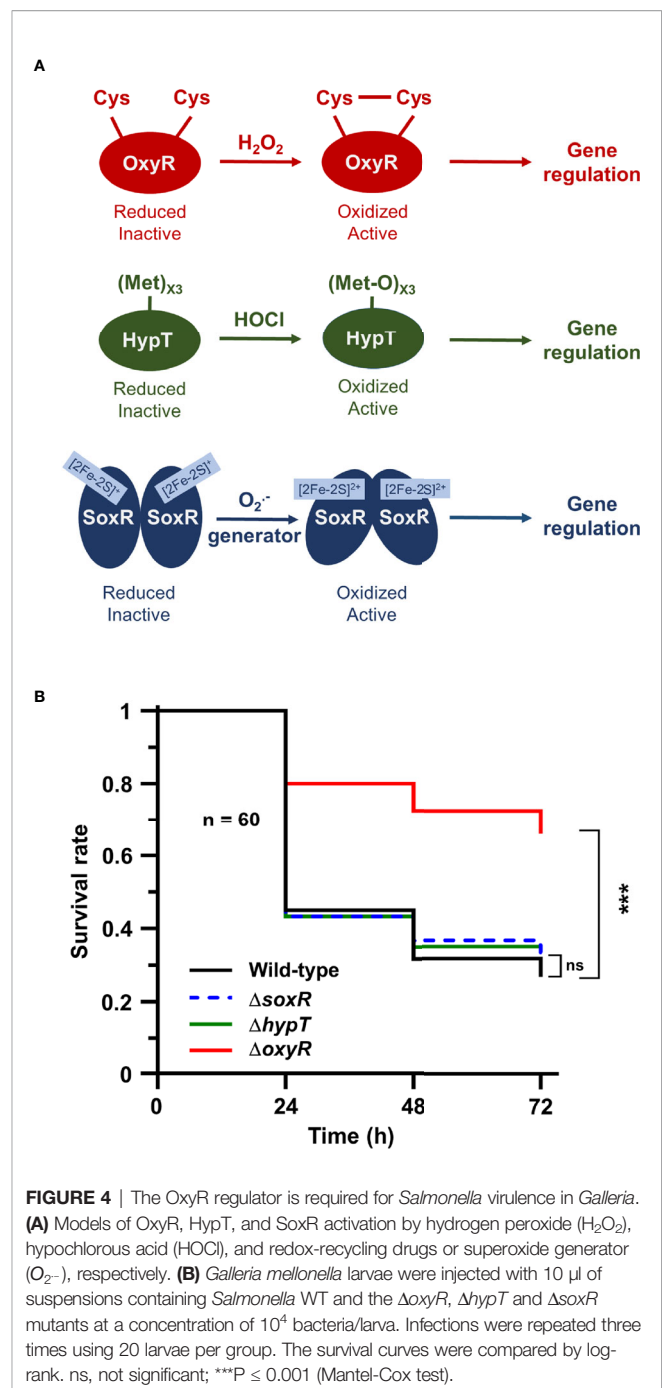 A
Cys Cys Cys Cys
OxyR H₂O₂ OxyR Gene regulation
Reduced Oxidized
Inactive Active
(Met)X3 (Met-O)X3
HypT HOCl HypT Gene regulation
Reduced Oxidized
Inactive Active
[2Fe-2S]⁺ [2Fe-2S]⁺ [2Fe-2S]²⁺ [2Fe-2S]²⁺
SoxR SoxR O₂·- generator SoxR SoxR Gene regulation
Reduced Oxidized
Inactive Active
B
1
0.8
n = 60
0.6
Survival rate
***
0.4
ns
Wild-type
0.2
ΔsoxR
ΔhypT
ΔoxyR
0
0 24 48 72
Time (h)
FIGURE 4 | The OxyR regulator is required for Salmonella virulence in Galleria.
(A) Models of OxyR, HypT, and SoxR activation by hydrogen peroxide (H₂O₂),
hypochlorous acid (HOCl), and redox-recycling drugs or superoxide generator
(O₂·-), respectively. (B) Galleria mellonella larvae were injected with 10 µl of
suspensions containing Salmonella WT and the ΔoxyR, ΔhypT and ΔsoxR
mutants at a concentration of 10⁴ bacteria/larva. Infections were repeated three
times using 20 larvae per group. The survival curves were compared by log-
rank. ns, not significant; ***P ≤ 0.001 (Mantel-Cox test).